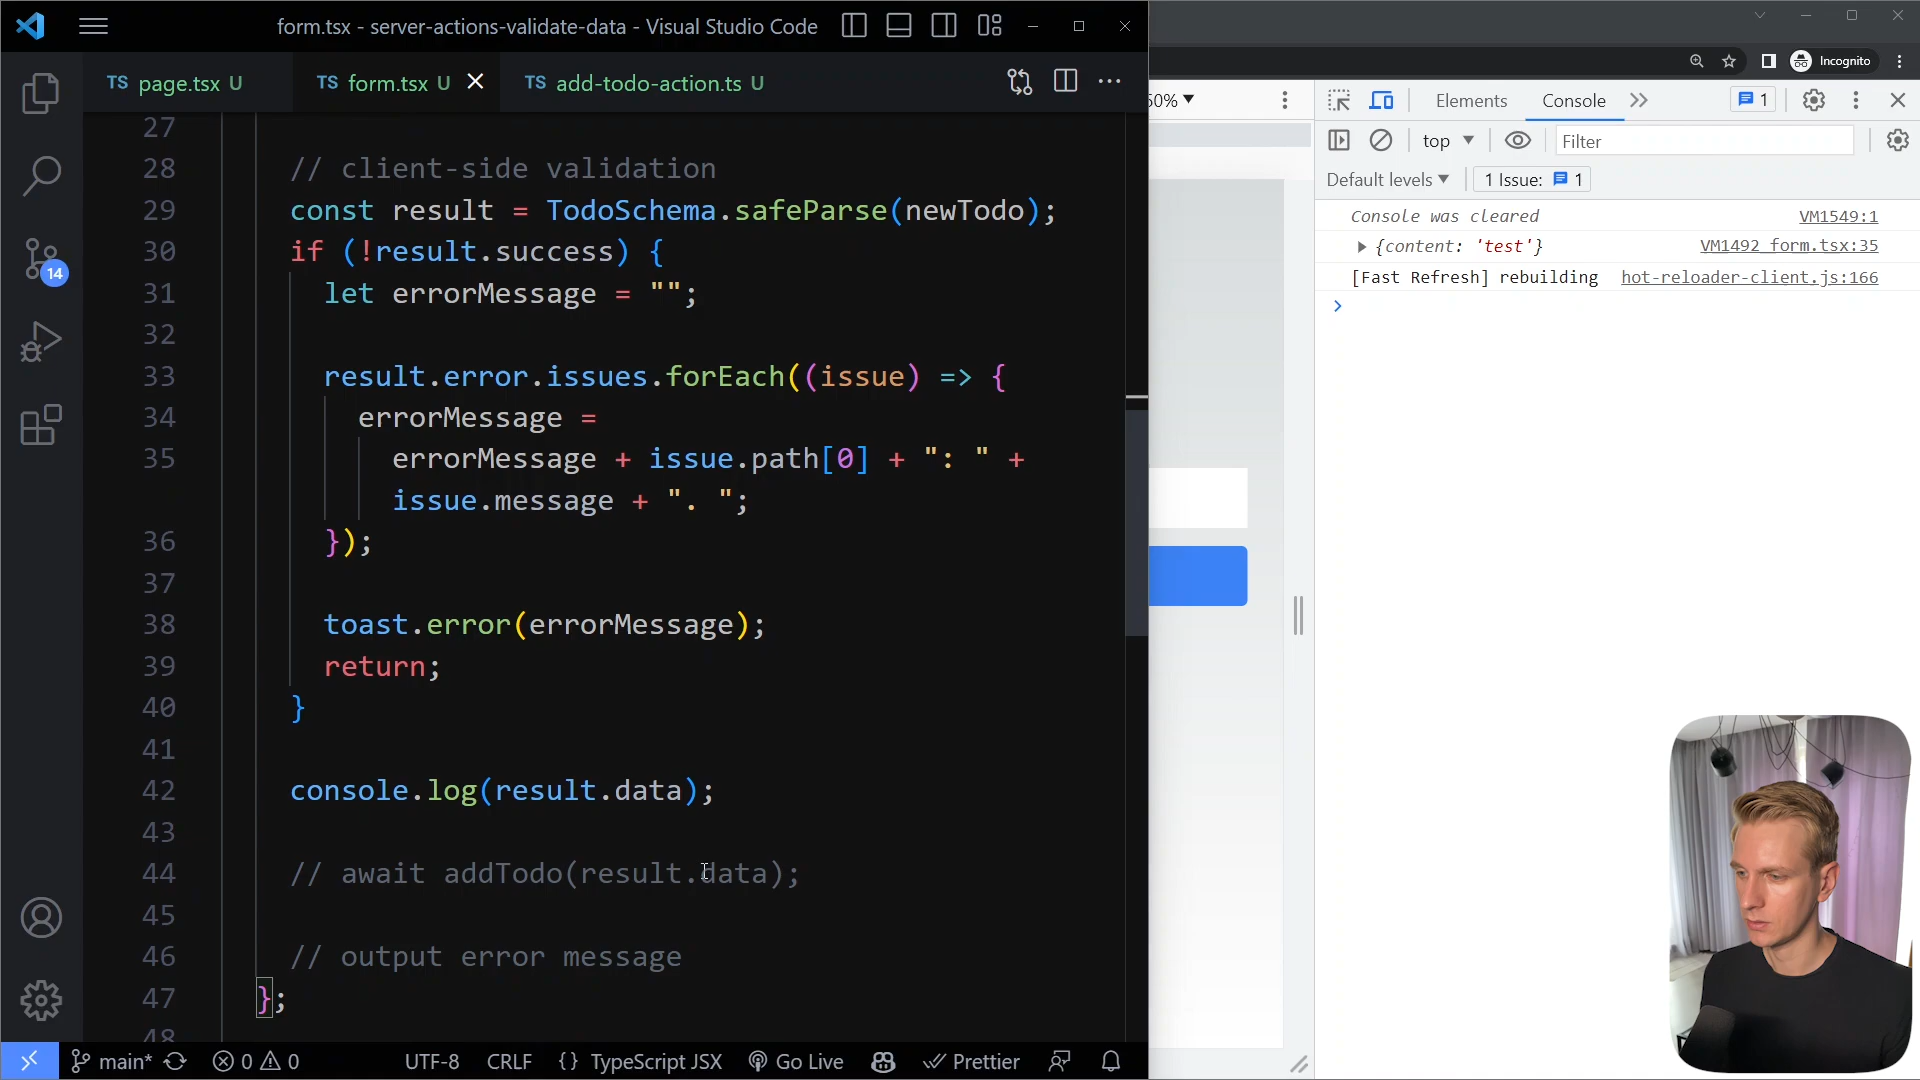 form.tsx - server-actions-validate-data - Visual Studio Code
TS page.tsx U
TS form.tsx U
TS add-todo-action.ts U
27
28 // client-side validation
29 const result = TodoSchema.safeParse(newTodo);
30 if (!result.success) {
31 let errorMessage = "";
32
33 result.error.issues.forEach((issue) => {
34 errorMessage =
35 errorMessage + issue.path[0] + ": " +
issue.message + ". ";
36 });
37
38 toast.error(errorMessage);
39 return;
40 }
41
42 console.log(result.data);
43
44 // await addTodo(result.data);
45
46 // output error message
47 };
48
14
main* 0 0 UTF-8 CRLF {} TypeScript JSX Go Live Prettier
Incognito
50%
Elements Console 1
top Filter
Default levels 1 Issue: 1
Console was cleared VM1549:1
{content: 'test'} VM1492 form.tsx:35
[Fast Refresh] rebuilding hot-reloader-client.js:166